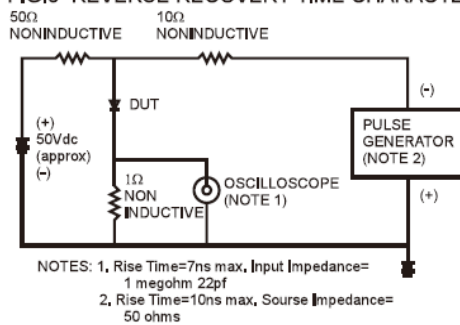 FIG.5- REVERSE RECOVERY TIME CHARACTE
50Ω
NONINDUCTIVE
10Ω
NONINDUCTIVE
DUT
(+)
50Vdc
(approx)
(-)
1Ω
NON
INDUCTIVE
OSCILLOSCOPE
(NOTE 1)
(-)
PULSE
GENERATOR
(NOTE 2)
(+)
NOTES: 1, Rise Time=7ns max, Input Impedance=
1 megohm 22pf
2, Rise Time=10ns max, Sourse Impedance=
50 ohms